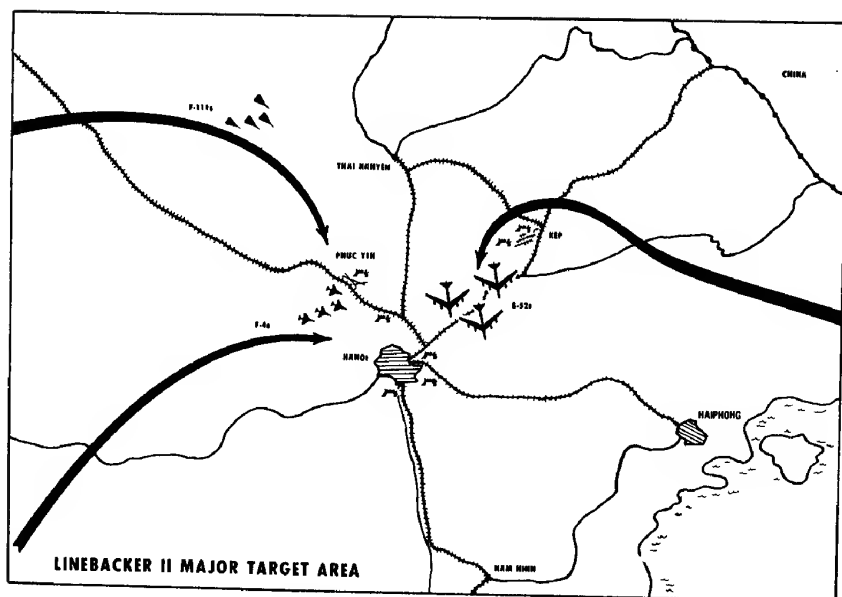 CHINA
F-111s
THAI NGUYEN
KEP
PHUC YEN
B-52s
F-4s
HANOI
HAIPHONG
LINEBACKER II MAJOR TARGET AREA
NAM DINH